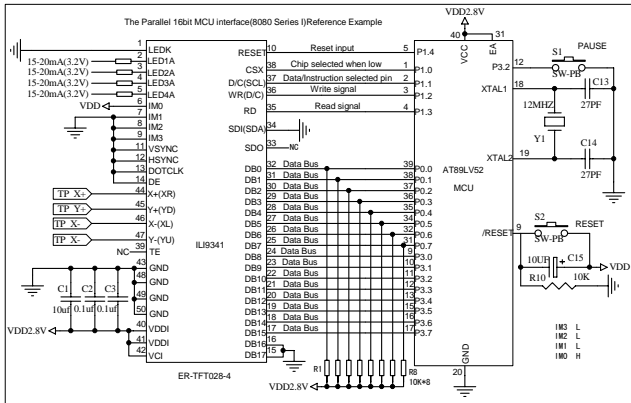 The Parallel 16bit MCU interface(8080 Series I)Reference Example
VDD2.8V
1 LEDK
2 LED1A 15-20mA(3.2V)
3 LED2A 15-20mA(3.2V)
4 LED3A 15-20mA(3.2V)
5 LED4A 15-20mA(3.2V)
6 IM0 VDD
7 IM1
8 IM2
9 IM3
11 VSYNC
12 HSYNC
13 DOTCLK
14 DE
TP X+ 44 X+(XR)
TP Y+ 45 Y+(YD)
TP X- 46 X-(XL)
TP X- 47 Y-(YU)
NC 39 TE
43 GND
48 GND
49 GND
50 GND
C1 C2 C3
10uf 0.1uf 0.1uf
VDD2.8V 40 VDDI
41 VDDI
42 VCI
ILI9341
ER-TFT028-4
RESET 10 Reset input 5 P1.4
CSX 38 Chip selected when low 1 P1.0
D/C(SCL) 37 Data/Instruction selected pin 2 P1.1
WR(D/C) 36 Write signal 3 P1.2
RD 35 Read signal 4 P1.3
SDI(SDA) 34
SDO 33 NC
DB0 32 Data Bus 39 P0.0
DB1 31 Data Bus 38 P0.1
DB2 30 Data Bus 37 P0.2
DB3 29 Data Bus 36 P0.3
DB4 28 Data Bus 35 P0.4
DB5 27 Data Bus 34 P0.5
DB6 26 Data Bus 32 P0.6
DB7 25 Data Bus 31 P0.7
DB8 24 Data Bus 9 P3.0
DB9 23 Data Bus 10 P3.1
DB10 22 Data Bus 11 P3.2
DB11 21 Data Bus 12 P3.3
DB12 20 Data Bus 13 P3.3
DB13 19 Data Bus 14 P3.4
DB14 18 Data Bus 15 P3.5
DB15 17 Data Bus 16 P3.6
DB16 16 17 P3.7
DB17 15
R1 R8
10K*8
VDD2.8V
40 VCC
31 EA
AT89LV52
MCU
GND
20
P3.2 12 S1 PAUSE
SW-PB
XTAL1 18 C13
27PF
12MHZ
Y1
XTAL2 19 C14
27PF
/RESET 9 S2 RESET
SW-PB
10UF + C15 VDD
R10 10K
IM3 L
IM2 L
IM1 L
IM0 H